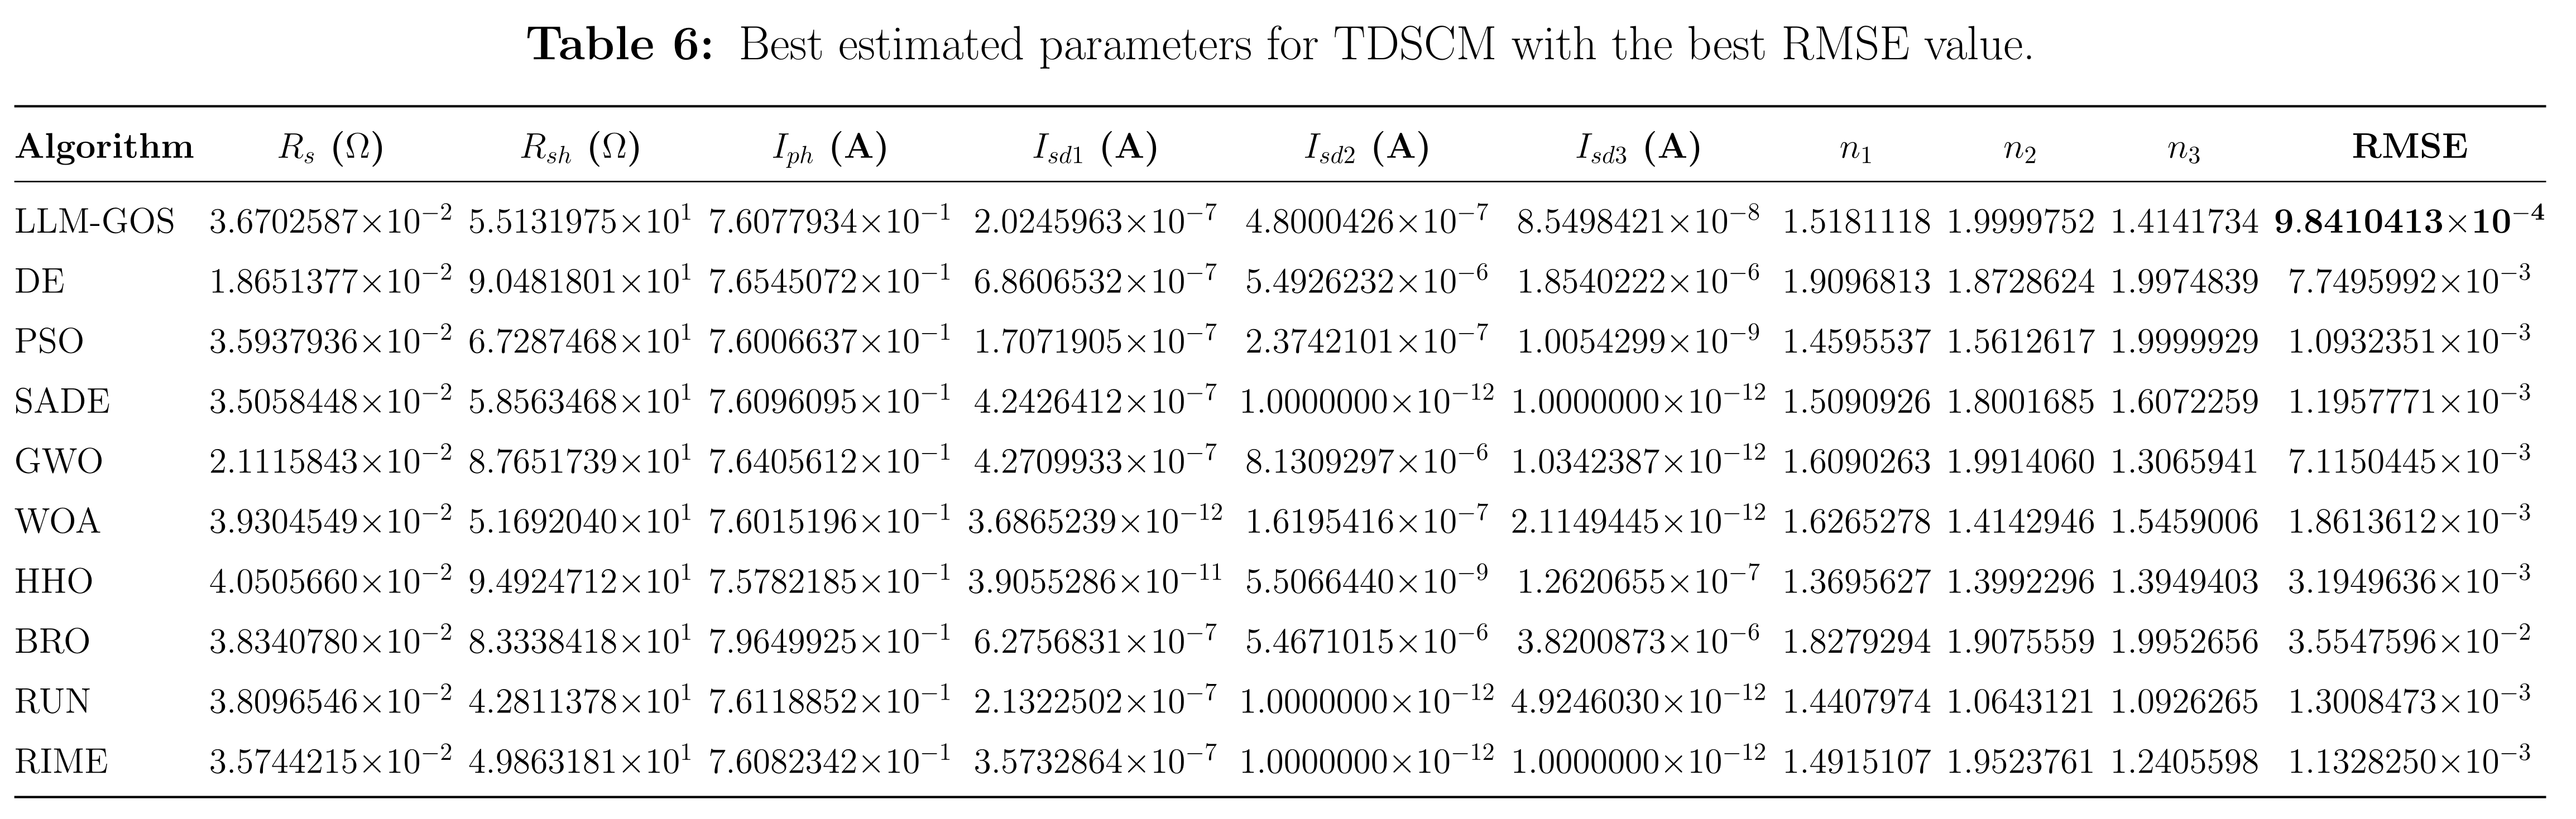 Table 6: Best estimated parameters for TDSCM with the best RMSE value.
Algorithm Rₛ (Ω) Rₛₕ (Ω) Iₚₕ (A) I_sd1 (A) I_sd2 (A) I_sd3 (A) n₁ n₂ n₃ RMSE
LLM-GOS 3.6702587×10⁻² 5.5131975×10¹ 7.6077934×10⁻¹ 2.0245963×10⁻⁷ 4.8000426×10⁻⁷ 8.5498421×10⁻⁸ 1.5181118 1.9999752 1.4141734 9.8410413×10⁻⁴
DE 1.8651377×10⁻² 9.0481801×10¹ 7.6545072×10⁻¹ 6.8606532×10⁻⁷ 5.4926232×10⁻⁶ 1.8540222×10⁻⁶ 1.9096813 1.8728624 1.9974839 7.7495992×10⁻³
PSO 3.5937936×10⁻² 6.7287468×10¹ 7.6006637×10⁻¹ 1.7071905×10⁻⁷ 2.3742101×10⁻⁷ 1.0054299×10⁻⁹ 1.4595537 1.5612617 1.9999929 1.0932351×10⁻³
SADE 3.5058448×10⁻² 5.8563468×10¹ 7.6096095×10⁻¹ 4.2426412×10⁻⁷ 1.0000000×10⁻¹² 1.0000000×10⁻¹² 1.5090926 1.8001685 1.6072259 1.1957771×10⁻³
GWO 2.1115843×10⁻² 8.7651739×10¹ 7.6405612×10⁻¹ 4.2709933×10⁻⁷ 8.1309297×10⁻⁶ 1.0342387×10⁻¹² 1.6090263 1.9914060 1.3065941 7.1150445×10⁻³
WOA 3.9304549×10⁻² 5.1692040×10¹ 7.6015196×10⁻¹ 3.6865239×10⁻¹² 1.6195416×10⁻⁷ 2.1149445×10⁻¹² 1.6265278 1.4142946 1.5459006 1.8613612×10⁻³
HHO 4.0505660×10⁻² 9.4924712×10¹ 7.5782185×10⁻¹ 3.9055286×10⁻¹¹ 5.5066440×10⁻⁹ 1.2620655×10⁻⁷ 1.3695627 1.3992296 1.3949403 3.1949636×10⁻³
BRO 3.8340780×10⁻² 8.3338418×10¹ 7.9649925×10⁻¹ 6.2756831×10⁻⁷ 5.4671015×10⁻⁶ 3.8200873×10⁻⁶ 1.8279294 1.9075559 1.9952656 3.5547596×10⁻²
RUN 3.8096546×10⁻² 4.2811378×10¹ 7.6118852×10⁻¹ 2.1322502×10⁻⁷ 1.0000000×10⁻¹² 4.9246030×10⁻¹² 1.4407974 1.0643121 1.0926265 1.3008473×10⁻³
RIME 3.5744215×10⁻² 4.9863181×10¹ 7.6082342×10⁻¹ 3.5732864×10⁻⁷ 1.0000000×10⁻¹² 1.0000000×10⁻¹² 1.4915107 1.9523761 1.2405598 1.1328250×10⁻³